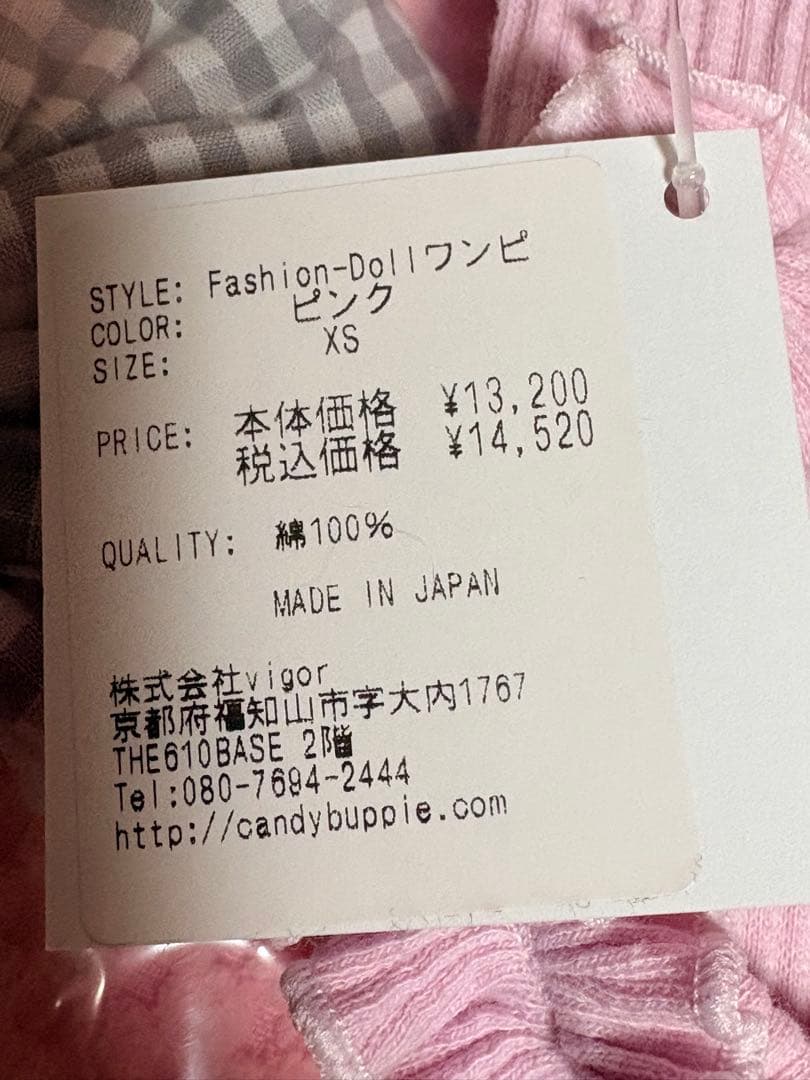 STYLE: Fashion-Dollワンピ
COLOR: ピンク
SIZE: XS
PRICE: 本体価格 ¥13,200
税込価格 ¥14,520
QUALITY: 綿100%
MADE IN JAPAN
株式会社vigor
京都府福知山市字大内1767
THE610BASE 2階
Tel:080-7694-2444
http://candybuppie.com